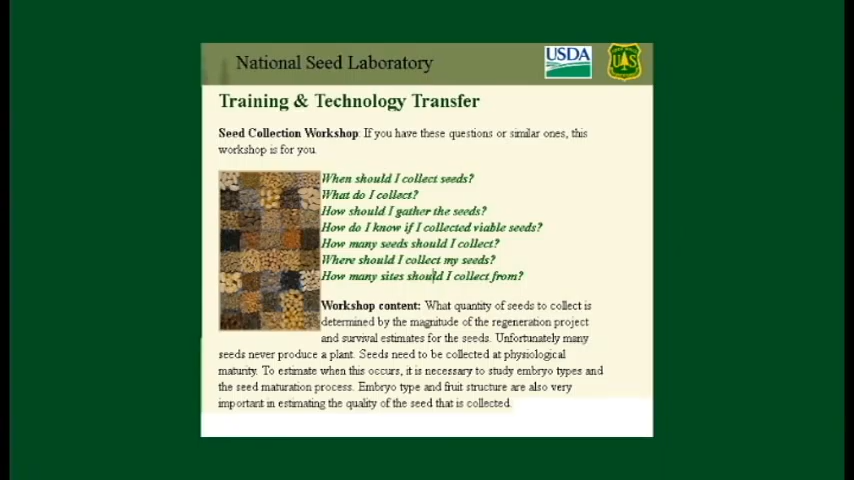 National Seed Laboratory
USDA
U S
Training & Technology Transfer
Seed Collection Workshop: If you have these questions or similar ones, this
workshop is for you.
When should I collect seeds?
What do I collect?
How should I gather the seeds?
How do I know if I collected viable seeds?
How many seeds should I collect?
Where should I collect my seeds?
How many sites should I collect from?
Workshop content: What quantity of seeds to collect is
determined by the magnitude of the regeneration project
and survival estimates for the seeds. Unfortunately many
seeds never produce a plant. Seeds need to be collected at physiological
maturity. To estimate when this occurs, it is necessary to study embryo types and
the seed maturation process. Embryo type and fruit structure are also very
important in estimating the quality of the seed that is collected.